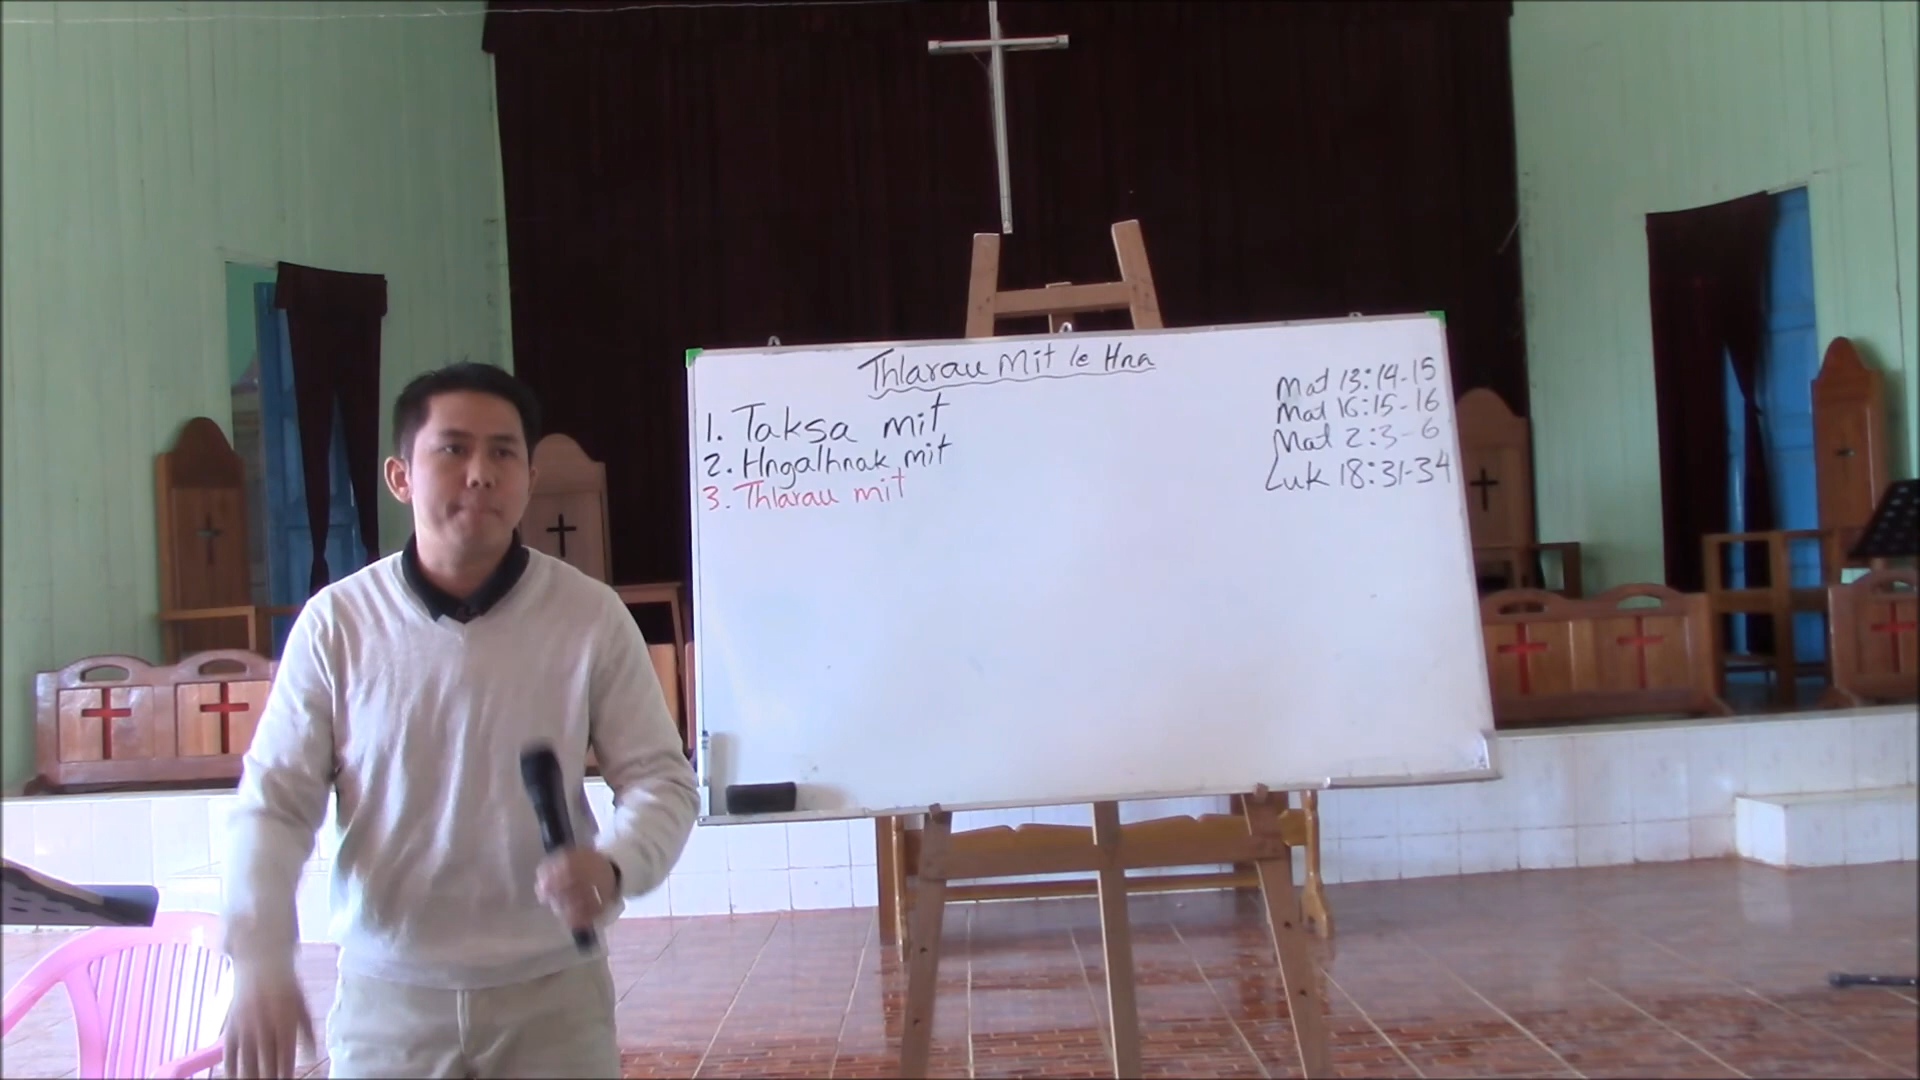 Thlarau Mit le Hna
1. Taksa mit
2. Hngalhnak mit
3. Thlarau mit
Mat 13:14-15
Mat 16:15-16
Mat 2:3-6
Luk 18:31-34